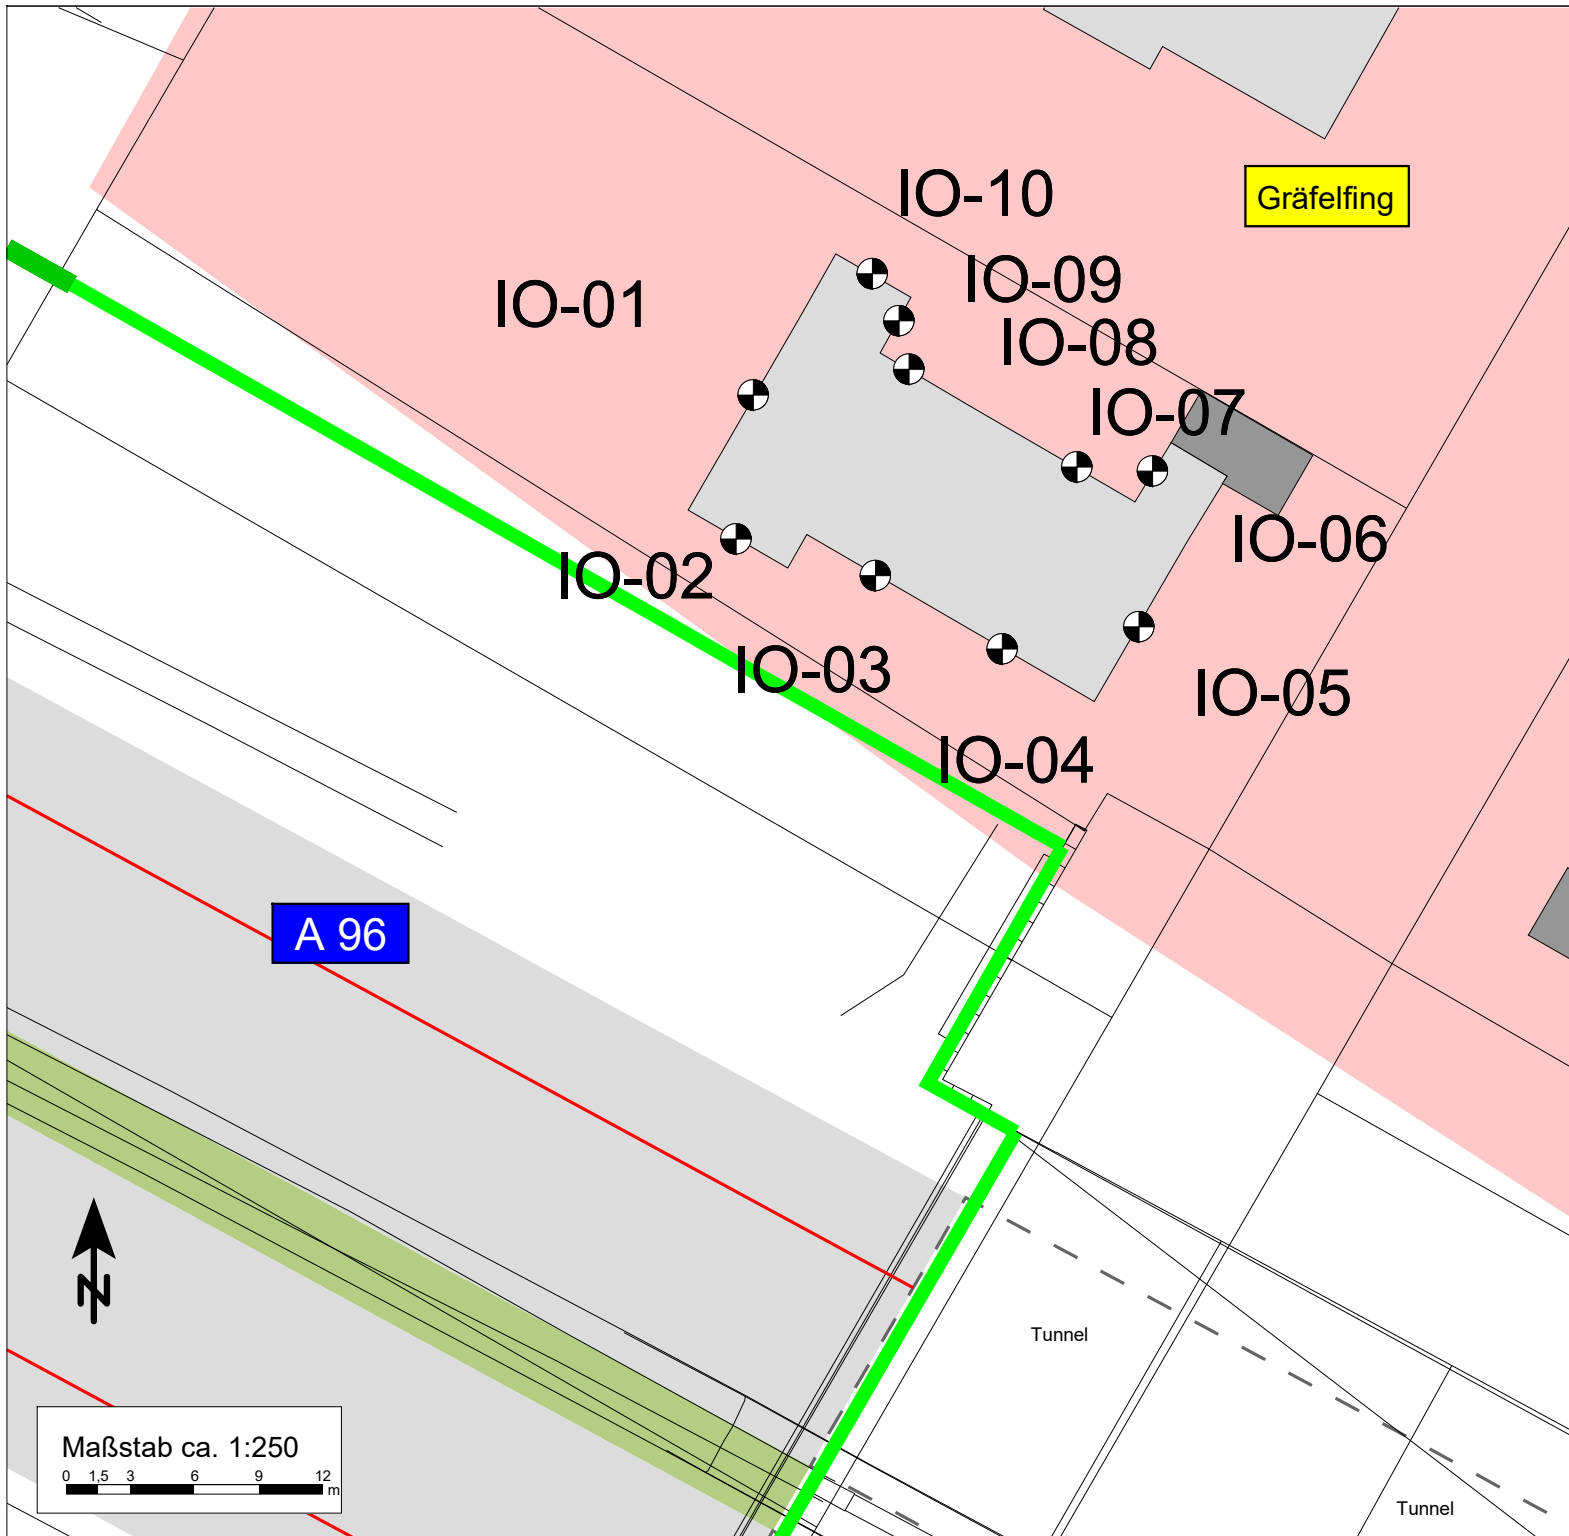 IO-10
Gräfelfing
IO-09
IO-01
IO-08
IO-07
IO-06
IO-02
IO-03
IO-05
IO-04
A 96
N
Tunnel
Maßstab ca. 1:250
0 1,5 3 6 9 12
m
Tunnel